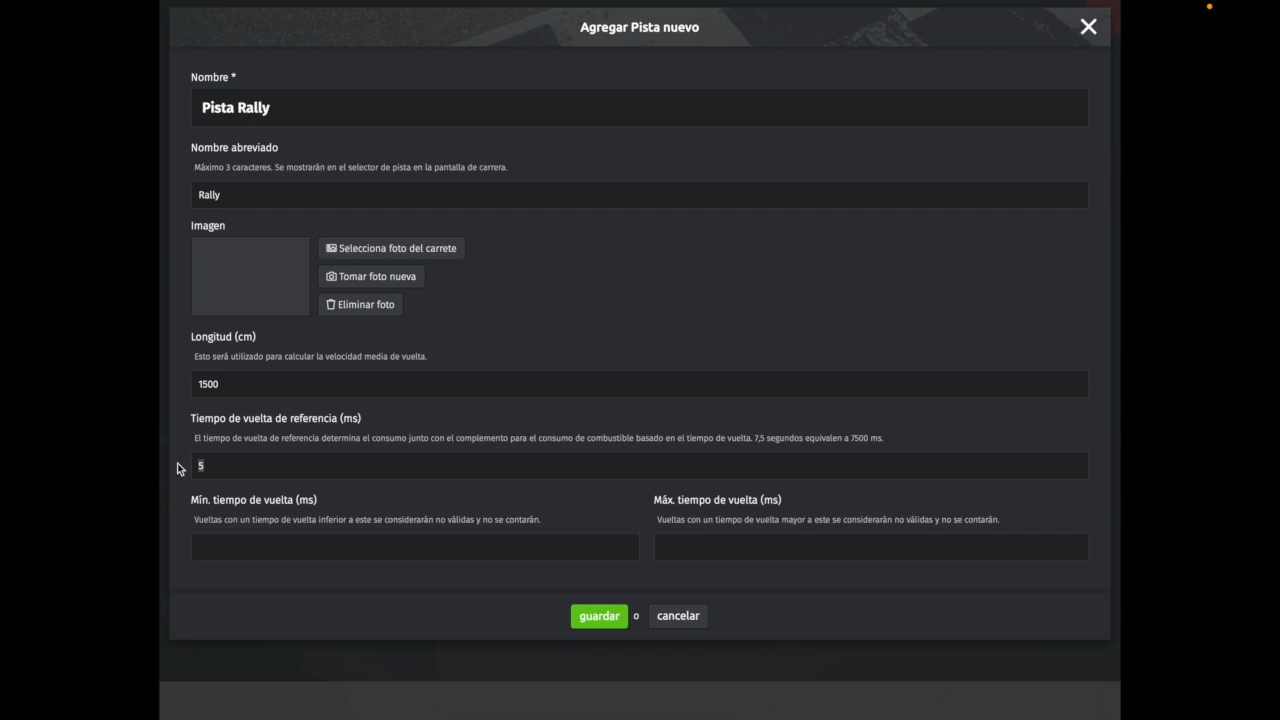 Agregar Pista nuevo
Nombre *
Pista Rally
Nombre abreviado
Máximo 3 caracteres. Se mostrarán en el selector de pista en la pantalla de carrera.
Rally
Imagen
Selecciona foto del carrete
Tomar foto nueva
Eliminar foto
Longitud (cm)
Esto será utilizado para calcular la velocidad media de vuelta.
1500
Tiempo de vuelta de referencia (ms)
El tiempo de vuelta de referencia determina el consumo junto con el complemento para el consumo de combustible basado en el tiempo de vuelta. 7,5 segundos equivalen a 7500 ms.
5
Mín. tiempo de vuelta (ms)
Vueltas con un tiempo de vuelta inferior a este se considerarán no válidas y no se contarán.
Máx. tiempo de vuelta (ms)
Vueltas con un tiempo de vuelta mayor a este se considerarán no válidas y no se contarán.
guardar o cancelar